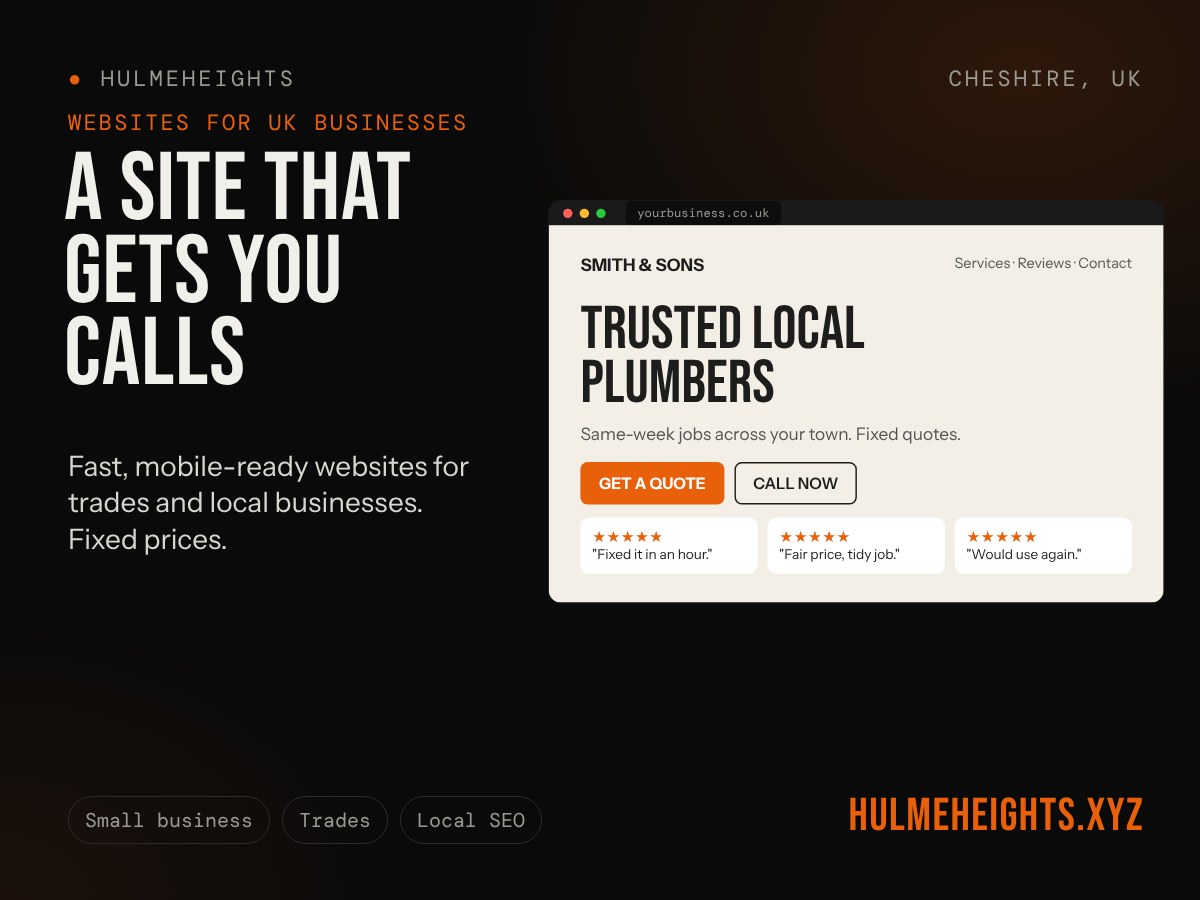 HULMEHEIGHTS
CHESHIRE, UK
WEBSITES FOR UK BUSINESSES
A SITE THAT
GETS YOU
CALLS
Fast, mobile-ready websites for
trades and local businesses.
Fixed prices.
yourbusiness.co.uk
SMITH & SONS
Services · Reviews · Contact
TRUSTED LOCAL
PLUMBERS
Same-week jobs across your town. Fixed quotes.
GET A QUOTE
CALL NOW
★★★★★
"Fixed it in an hour."
★★★★★
"Fair price, tidy job."
★★★★★
"Would use again."
Small business
Trades
Local SEO
HULMEHEIGHTS.XYZ